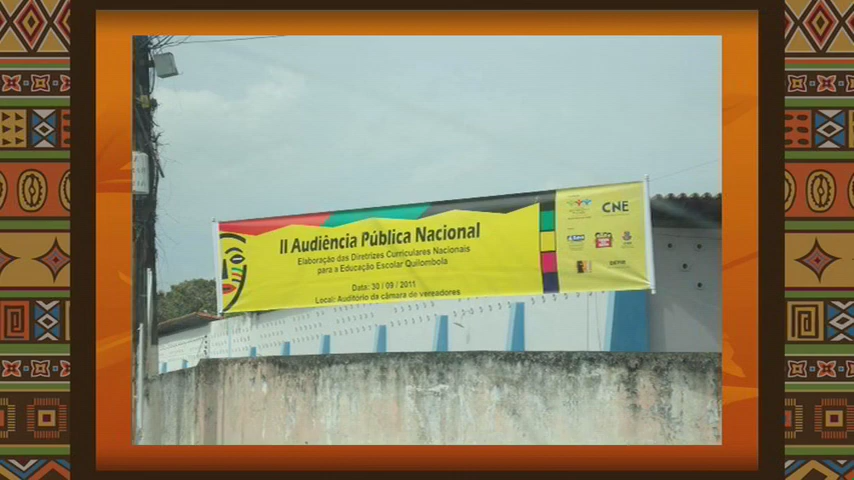 II Audiência Pública Nacional
Elaboração das Diretrizes Curriculares Nacionais
para a Educação Escolar Quilombola
Data: 30 / 09 / 2011
Local: Auditório da câmara de vereadores
CNE